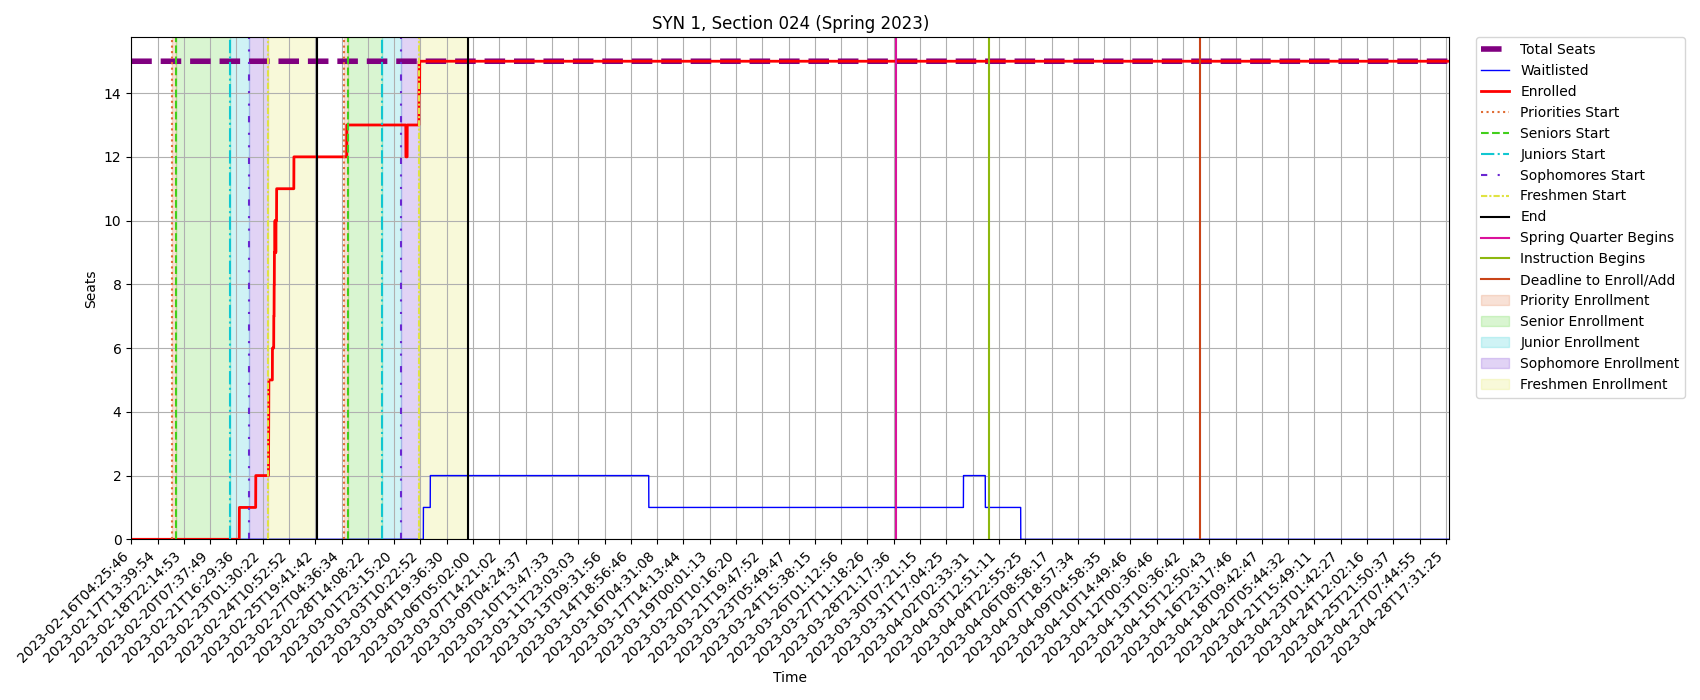 SYN 1, Section 024 (Spring 2023)
Seats
14
12
10
8
6
4
2
0
2023-02-16T04:25:46
2023-02-17T13:39:54
2023-02-18T22:14:53
2023-02-20T07:37:49
2023-02-21T16:29:36
2023-02-23T01:30:22
2023-02-24T10:52:52
2023-02-25T19:41:42
2023-02-27T04:36:34
2023-02-28T14:08:22
2023-03-01T23:15:20
2023-03-03T10:22:52
2023-03-04T19:36:30
2023-03-06T05:02:00
2023-03-07T14:21:02
2023-03-09T04:24:37
2023-03-10T13:47:33
2023-03-11T23:03:03
2023-03-13T09:31:56
2023-03-14T18:56:46
2023-03-16T04:31:08
2023-03-17T14:13:44
2023-03-19T00:01:13
2023-03-20T10:16:20
2023-03-21T19:47:52
2023-03-23T05:49:47
2023-03-24T15:38:15
2023-03-26T01:12:56
2023-03-27T11:18:26
2023-03-28T21:17:36
2023-03-30T07:21:15
2023-03-31T17:04:25
2023-04-02T02:33:31
2023-04-03T12:51:11
2023-04-04T22:55:25
2023-04-06T08:58:17
2023-04-07T18:57:34
2023-04-09T04:58:35
2023-04-10T14:49:46
2023-04-12T00:36:46
2023-04-13T10:36:42
2023-04-15T12:50:43
2023-04-16T23:17:46
2023-04-18T09:42:47
2023-04-20T05:44:32
2023-04-21T15:49:11
2023-04-23T01:42:27
2023-04-24T12:02:16
2023-04-25T21:50:37
2023-04-27T07:44:55
2023-04-28T17:31:25
Time
Total Seats
Waitlisted
Enrolled
Priorities Start
Seniors Start
Juniors Start
Sophomores Start
Freshmen Start
End
Spring Quarter Begins
Instruction Begins
Deadline to Enroll/Add
Priority Enrollment
Senior Enrollment
Junior Enrollment
Sophomore Enrollment
Freshmen Enrollment